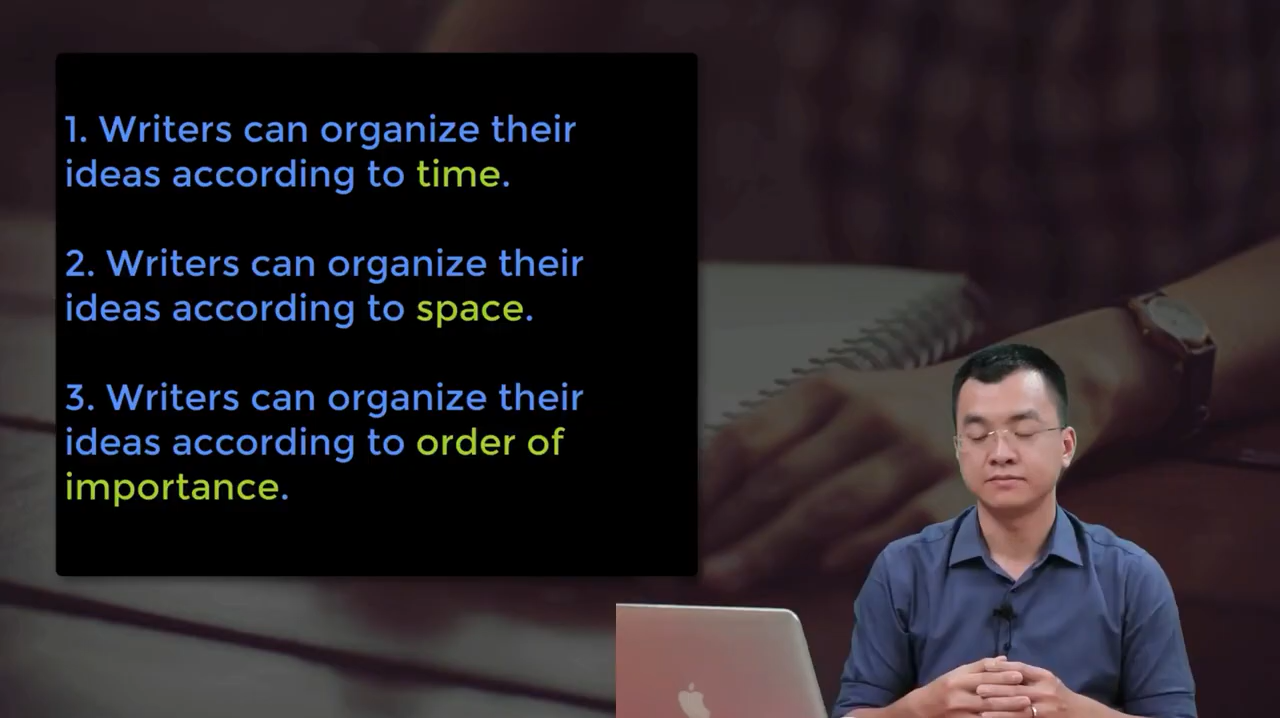 1. Writers can organize their
ideas according to time.
2. Writers can organize their
ideas according to space.
3. Writers can organize their
ideas according to order of
importance.